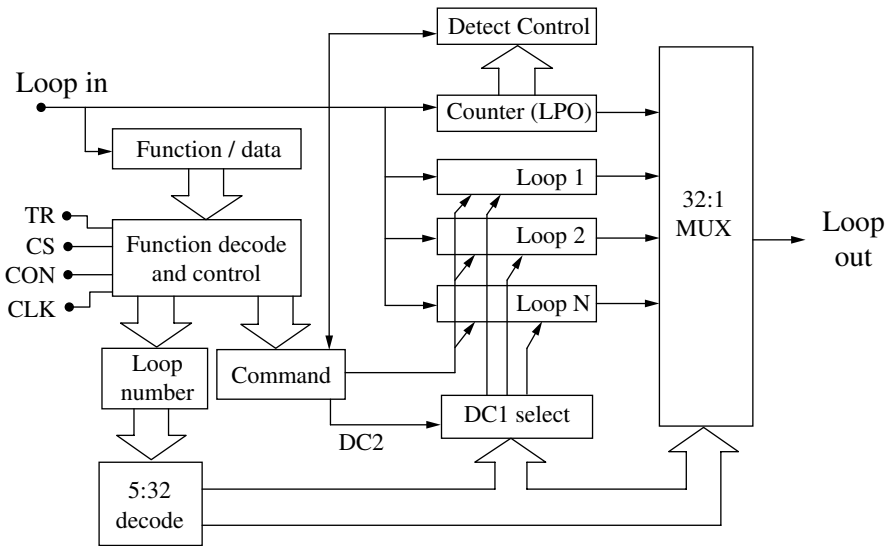 Detect Control
Loop in
Counter (LPO)
Function / data
Loop 1
32:1
MUX
TR
CS
CON
CLK
Function decode
and control
Loop 2
Loop
out
Loop N
Loop
number
Command
DC1 select
DC2
5:32
decode